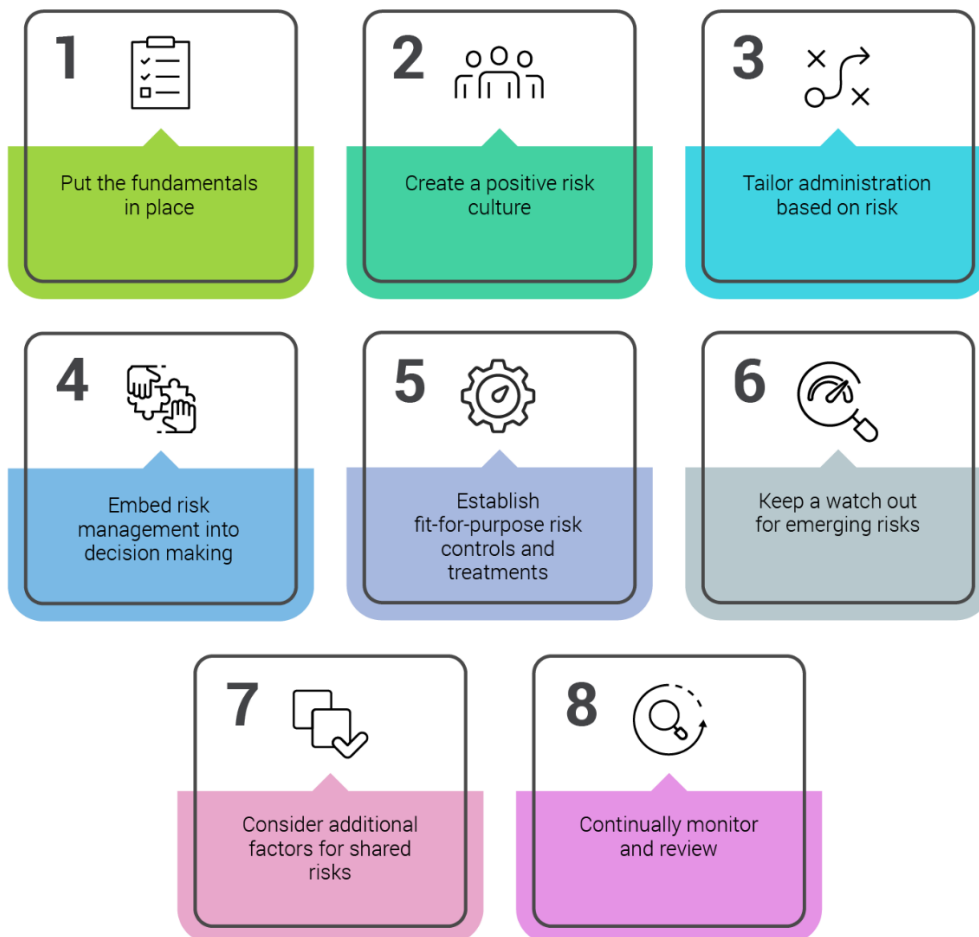 1
Put the fundamentals
in place
2
Create a positive risk
culture
3
Tailor administration
based on risk
4
Embed risk
management into
decision making
5
Establish
fit-for-purpose risk
controls and
treatments
6
Keep a watch out
for emerging risks
7
Consider additional
factors for shared
risks
8
Continually monitor
and review